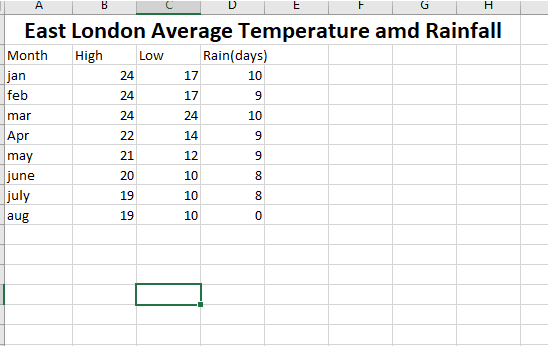 A B C D E F G H
East London Average Temperature amd Rainfall
Month High Low Rain(days)
jan 24 17 10
feb 24 17 9
mar 24 24 10
Apr 22 14 9
may 21 12 9
june 20 10 8
july 19 10 8
aug 19 10 0